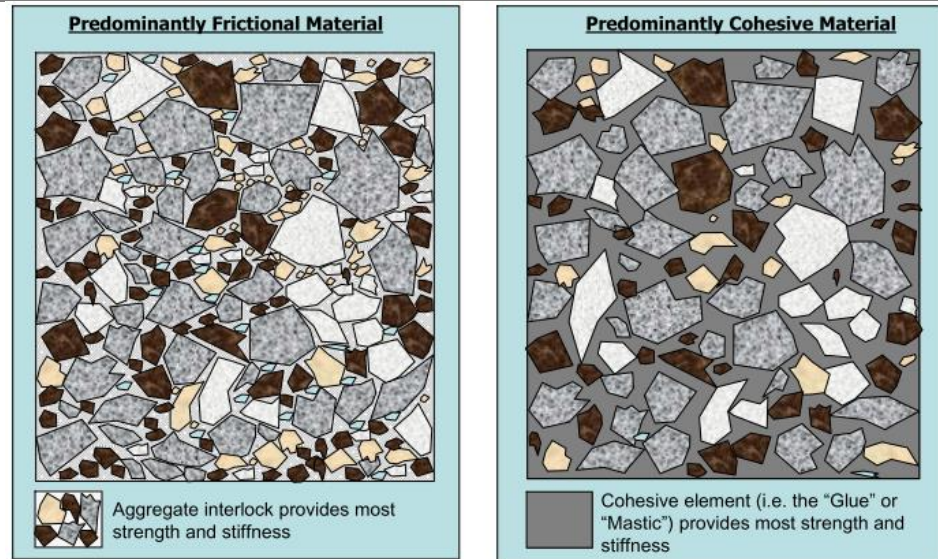 Predominantly Frictional Material
Aggregate interlock provides most
strength and stiffness
Predominantly Cohesive Material
Cohesive element (i.e. the “Glue” or
“Mastic”) provides most strength and
stiffness